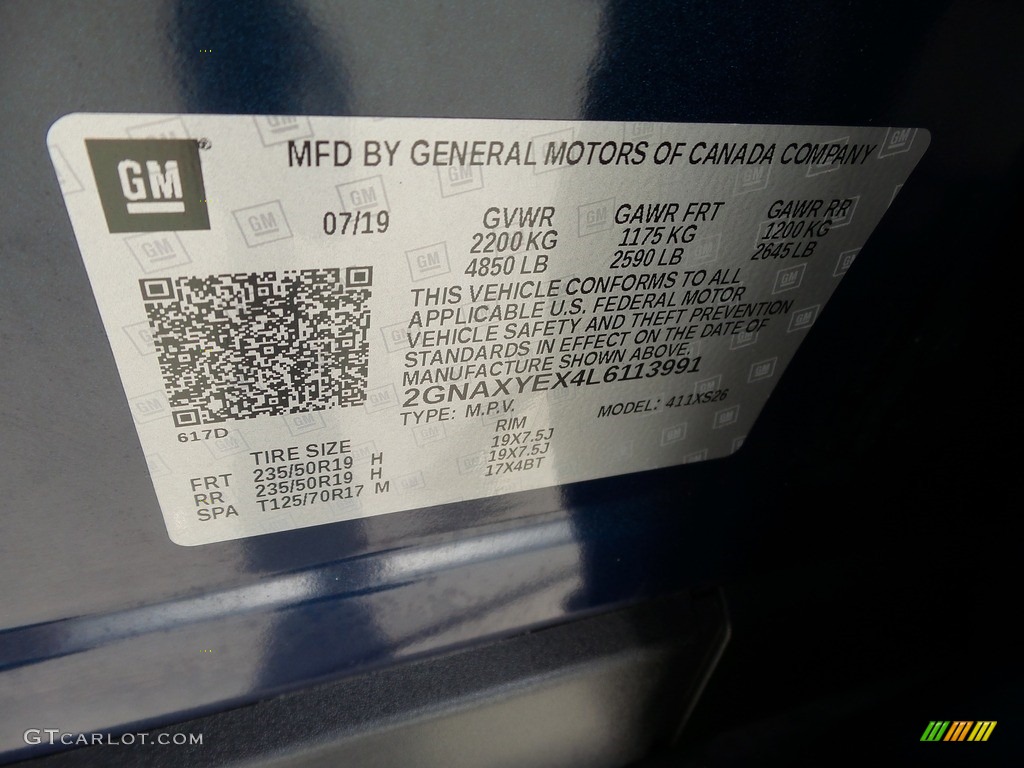 GM ®
MFD BY GENERAL MOTORS OF CANADA COMPANY
07/19 GVWR GAWR FRT GAWR RR
2200 KG 1175 KG 1200 KG
4850 LB 2590 LB 2645 LB
THIS VEHICLE CONFORMS TO ALL
APPLICABLE U.S. FEDERAL MOTOR
VEHICLE SAFETY AND THEFT PREVENTION
STANDARDS IN EFFECT ON THE DATE OF
MANUFACTURE SHOWN ABOVE.
2GNAXYEX4L6113991
TYPE: M.P.V. MODEL: 411XS26
617D
TIRE SIZE RIM
FRT 235/50R19 H 19X7.5J
RR 235/50R19 H 19X7.5J
SPA T125/70R17 M 17X4BT
GTCARLOT.COM